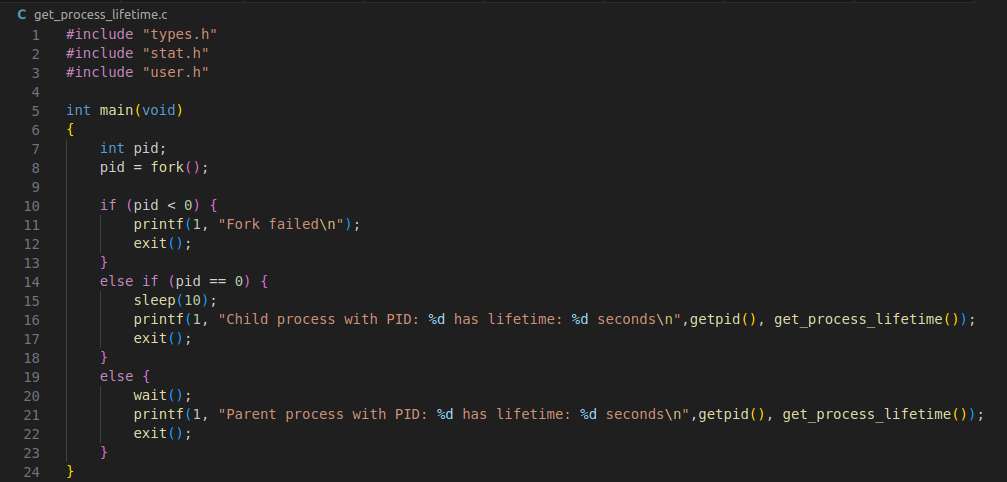 C get_process_lifetime.c
1 #include "types.h"
2 #include "stat.h"
3 #include "user.h"
4
5 int main(void)
6 {
7     int pid;
8     pid = fork();
9
10     if (pid < 0) {
11         printf(1, "Fork failed\n");
12         exit();
13     }
14     else if (pid == 0) {
15         sleep(10);
16         printf(1, "Child process with PID: %d has lifetime: %d seconds\n",getpid(), get_process_lifetime());
17         exit();
18     }
19     else {
20         wait();
21         printf(1, "Parent process with PID: %d has lifetime: %d seconds\n",getpid(), get_process_lifetime());
22         exit();
23     }
24 }